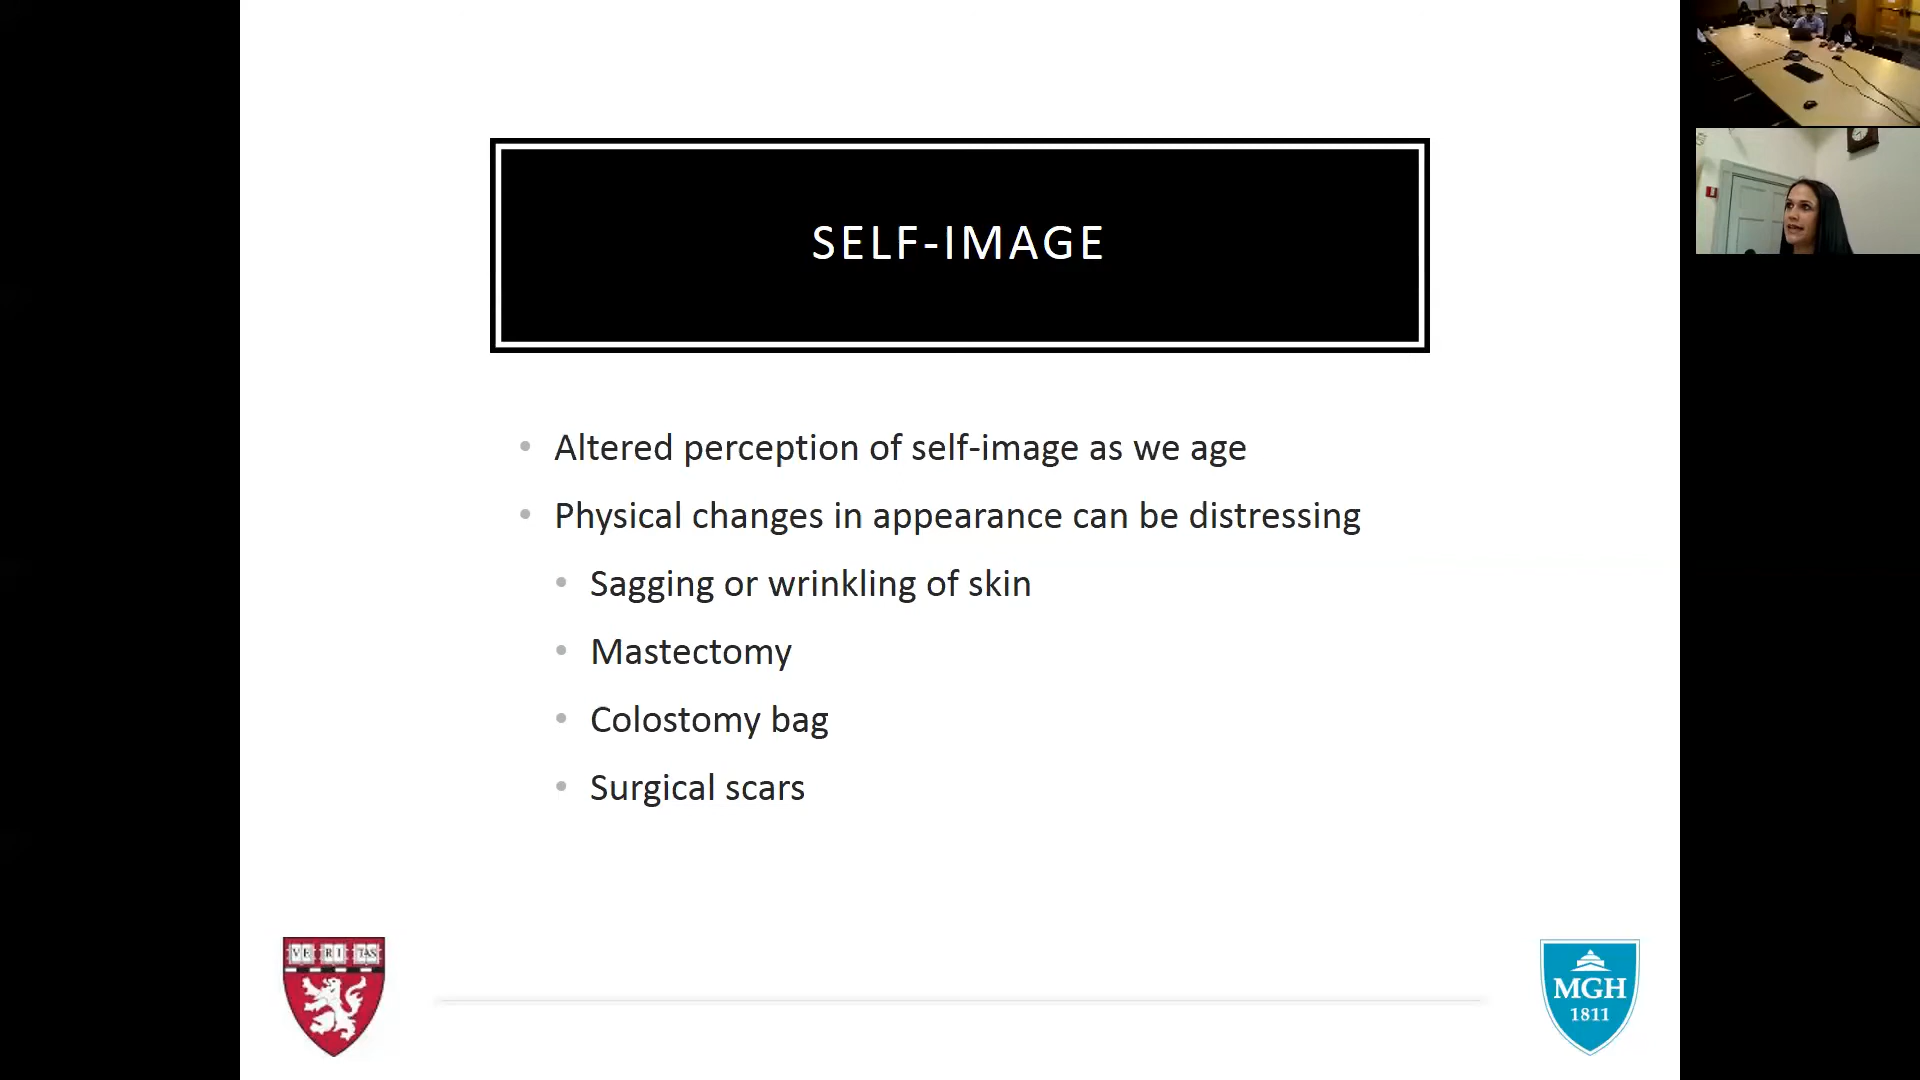 SELF-IMAGE
Altered perception of self-image as we age
Physical changes in appearance can be distressing
Sagging or wrinkling of skin
Mastectomy
Colostomy bag
Surgical scars
VE RI TAS
MGH
1811